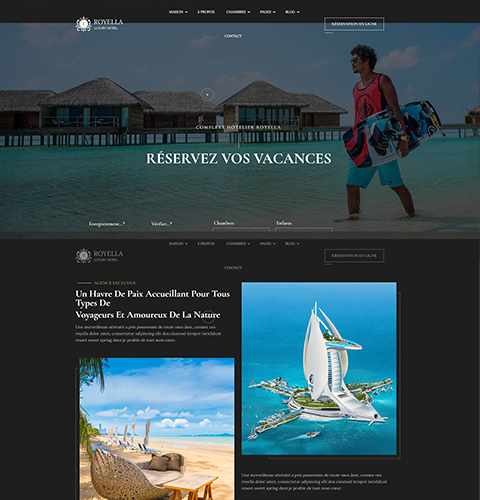 ROYELLA
LUXURY HOTEL
MAISON À PROPOS CHAMBRES PAGES BLOG
CONTACT
RÉSERVATION EN LIGNE
COMPLEXE HÔTELIER ROYELLA
RÉSERVEZ VOS VACANCES
Enregistrement...* Vérifier...* Chambres Enfants
ROYELLA
LUXURY HOTEL
MAISON À PROPOS CHAMBRES PAGES BLOG
CONTACT
RÉSERVATION EN LIGNE
AGENCE EXCLUSIVE
Un Havre De Paix Accueillant Pour Tous
Types De
Voyageurs Et Amoureux De La Nature
Une merveilleuse sérénité a pris possession de toute mon âme, comme ces
royella dolor amet, consectetur adipiscing elit dos eiusmod tempor incididunt
resort sweet spring dont je profite de tout mon cœur.
Une merveilleuse sérénité a pris possession de toute mon âme, comme ces
royella dolor amet, consectetur adipiscing elit dos eiusmod tempor incididunt
resort sweet spring dont je profite de tout mon cœur.